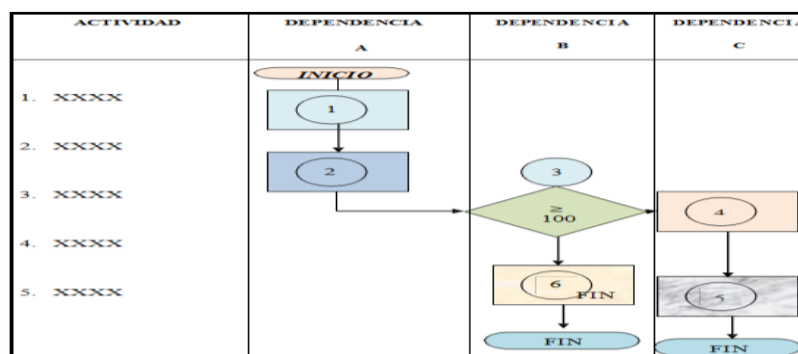 ACTIVIDAD
DEPENDENCIA
A
DEPENDENCIA
B
DEPENDENCIA
C
INICIO
1. XXXX
1
2. XXXX
2
3
3. XXXX
≥
100
4
4. XXXX
5. XXXX
6
FIN
5
FIN
FIN